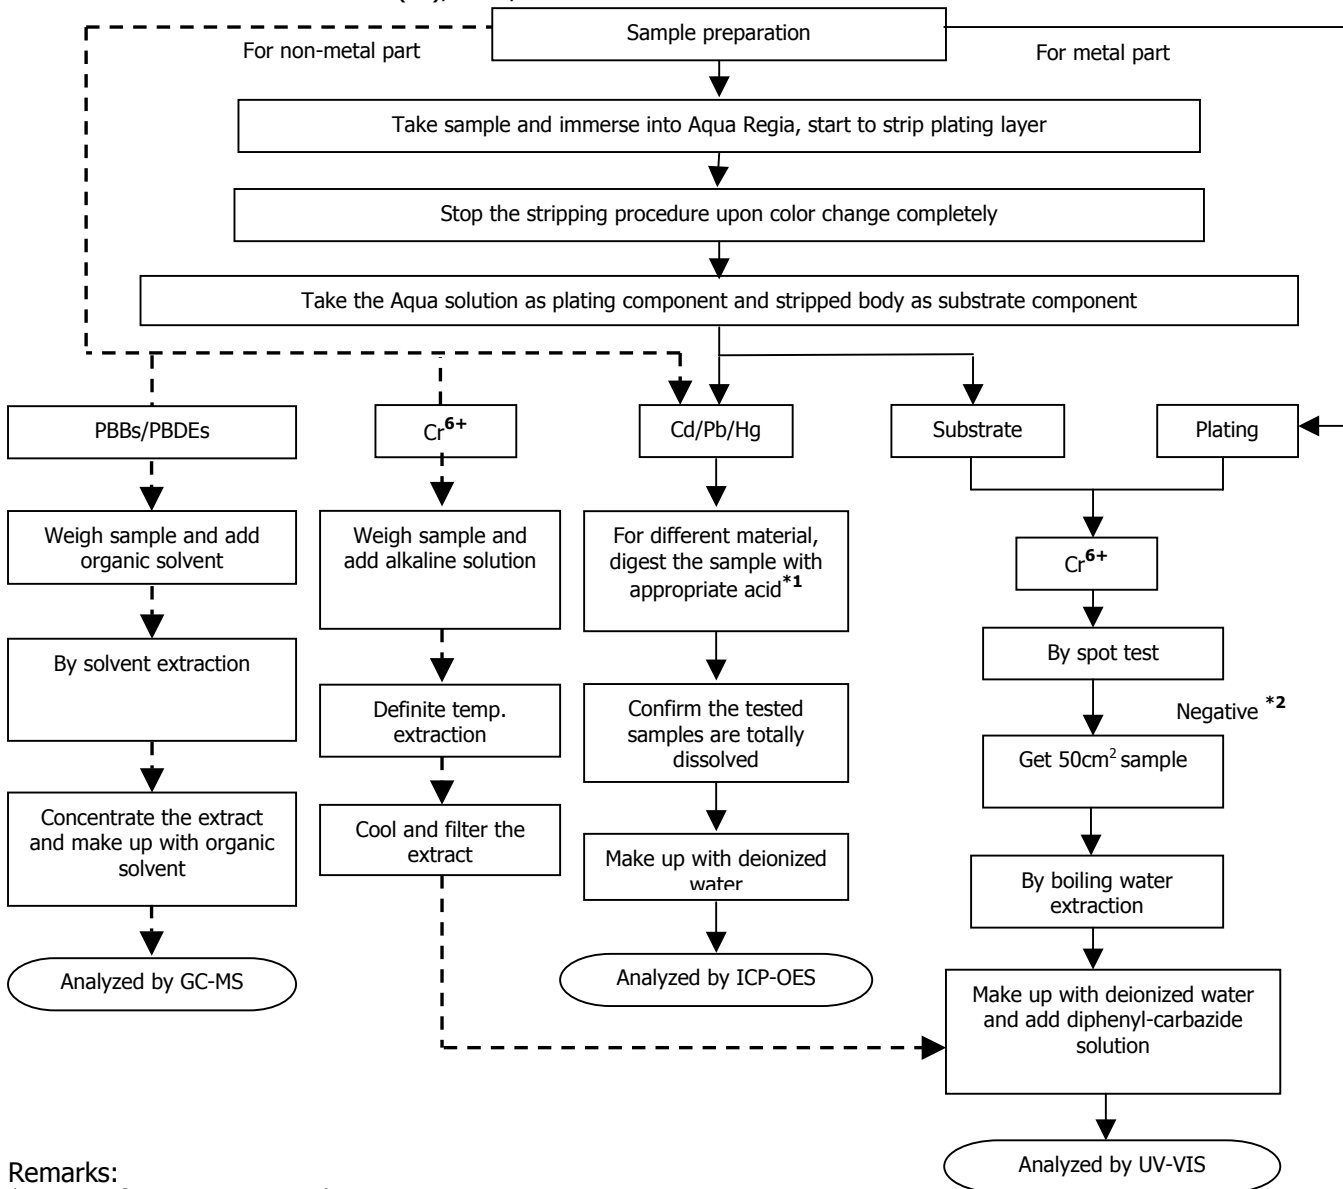 Sample preparation
For non-metal part
For metal part
Take sample and immerse into Aqua Regia, start to strip plating layer
Stop the stripping procedure upon color change completely
Take the Aqua solution as plating component and stripped body as substrate component
PBBs/PBDEs
Cr6+
Cd/Pb/Hg
Substrate
Plating
Weigh sample and add
organic solvent
Weigh sample and
add alkaline solution
For different material,
digest the sample with
appropriate acid*1
Cr6+
By solvent extraction
By spot test
Definite temp.
extraction
Confirm the tested
samples are totally
dissolved
Negative *2
Get 50cm2 sample
Concentrate the extract
and make up with organic
solvent
Cool and filter the
extract
Make up with deionized
water
By boiling water
extraction
Analyzed by GC-MS
Analyzed by ICP-OES
Make up with deionized water
and add diphenyl-carbazide
solution
Analyzed by UV-VIS
Remarks: